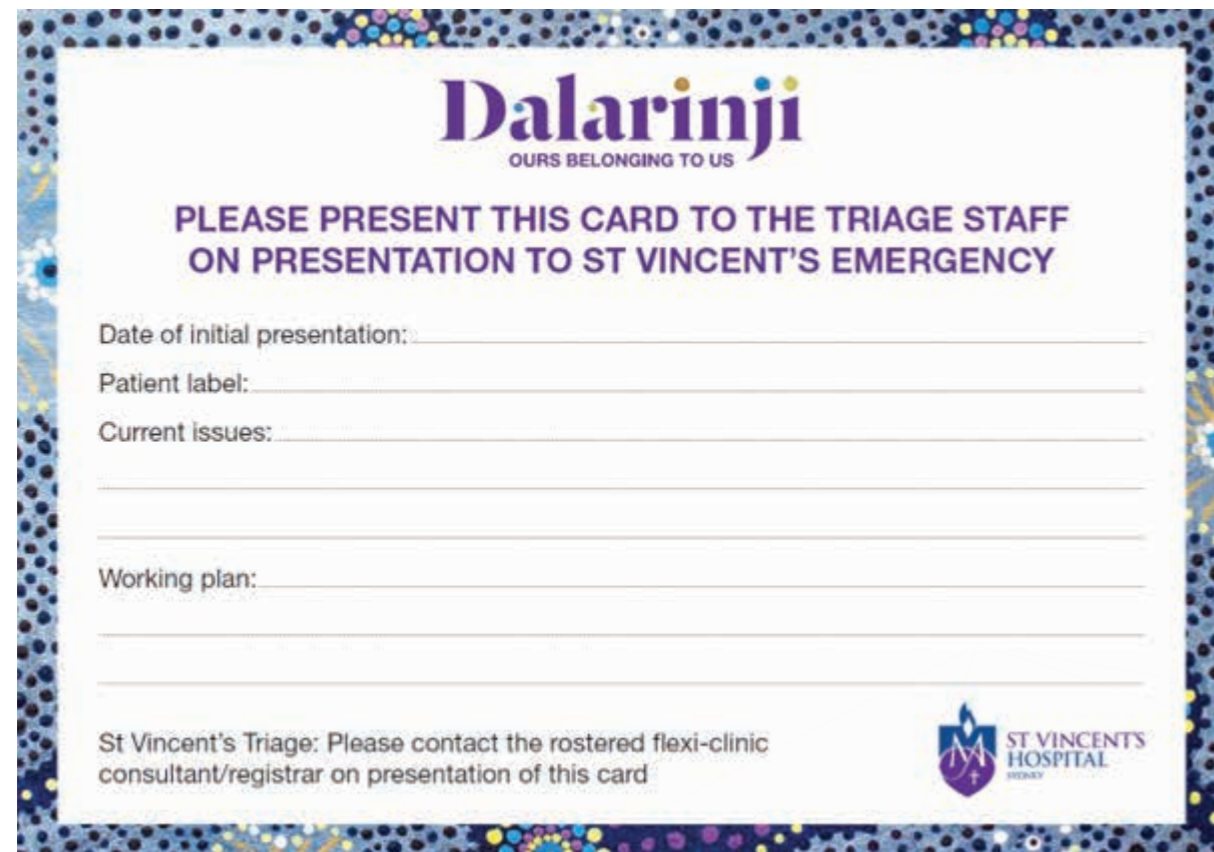 Dalarinji
OURS BELONGING TO US
PLEASE PRESENT THIS CARD TO THE TRIAGE STAFF
ON PRESENTATION TO ST VINCENT'S EMERGENCY
Date of initial presentation:
Patient label:
Current issues:
Working plan:
St Vincent's Triage: Please contact the rostered flexi-clinic
consultant/registrar on presentation of this card
ST VINCENT'S
HOSPITAL
SYDNEY